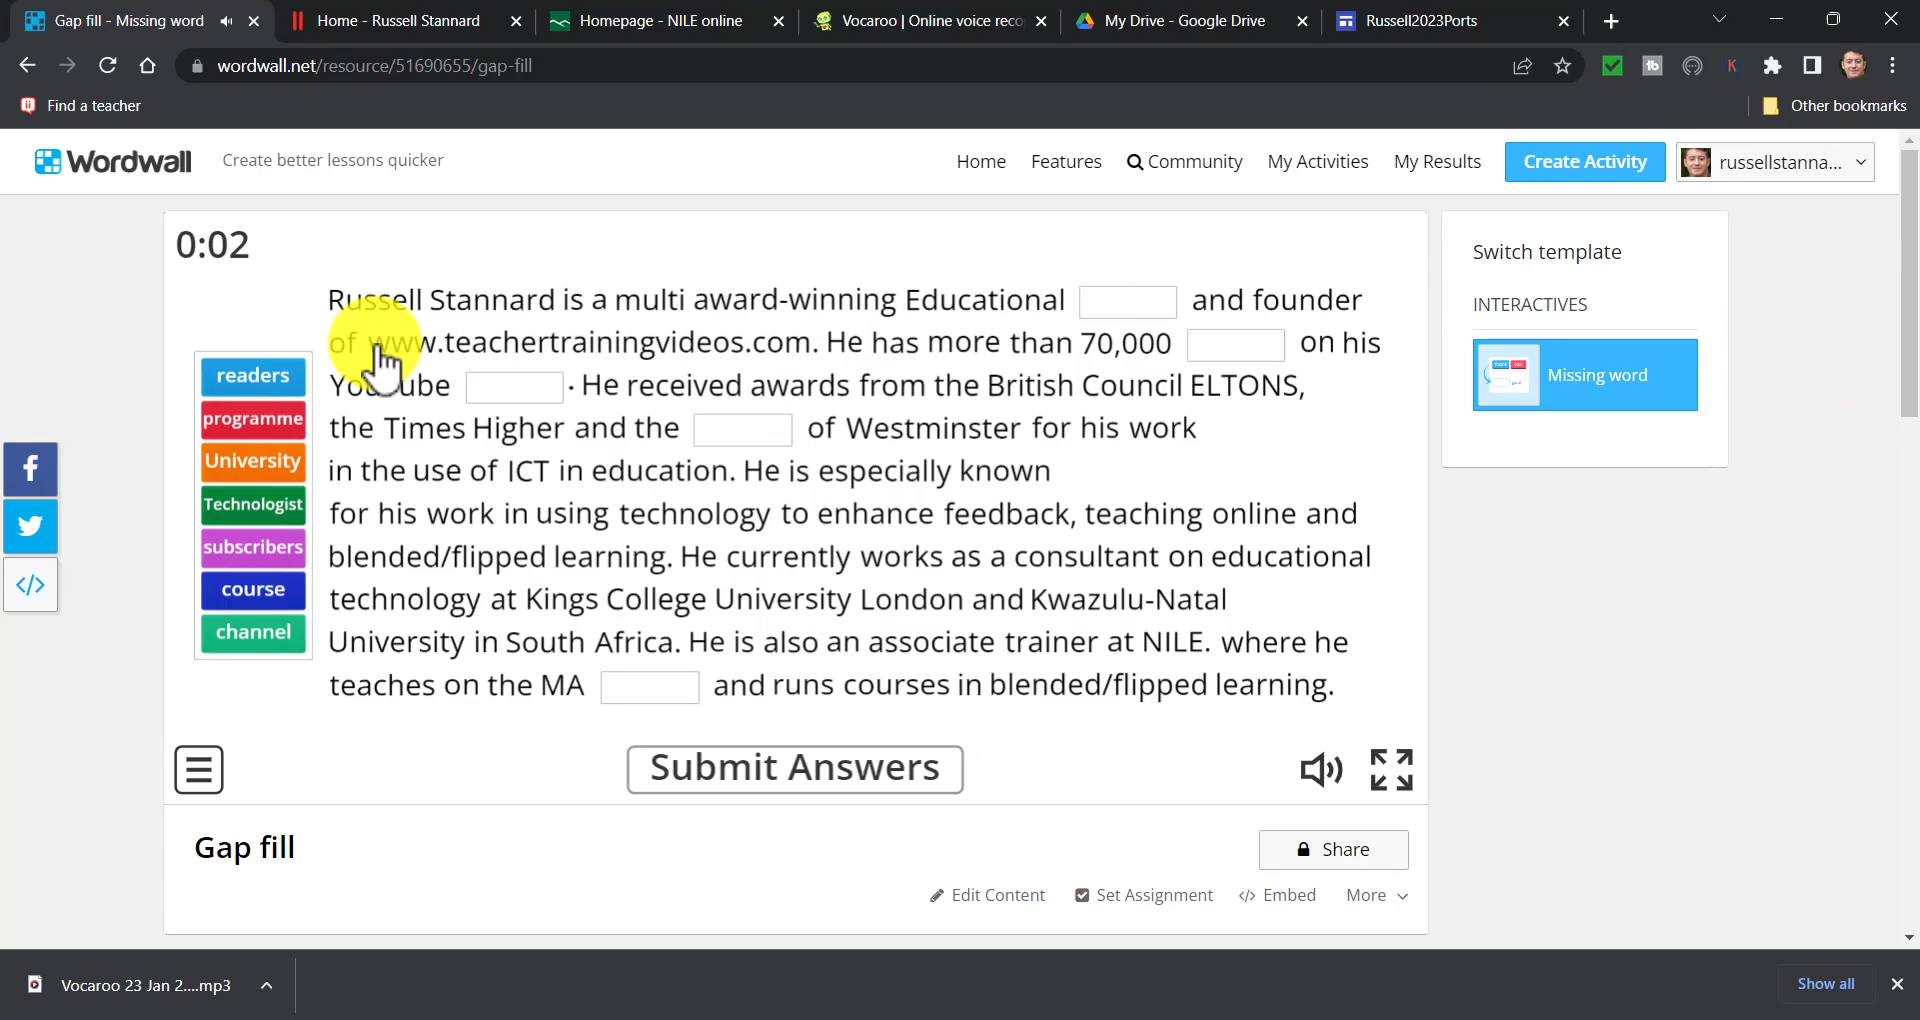 Gap fill - Missing word
Home - Russell Stannard
Homepage - NILE online
Vocaroo | Online voice reco
My Drive - Google Drive
Russell2023Ports
wordwall.net/resource/51690655/gap-fill
Find a teacher
Other bookmarks
Wordwall
Create better lessons quicker
Home
Features
Community
My Activities
My Results
Create Activity
russellstanna...
0:02
Russell Stannard is a multi award-winning Educational and founder
of www.teachertrainingvideos.com. He has more than 70,000 on his
YouTube . He received awards from the British Council ELTONS,
the Times Higher and the of Westminster for his work
in the use of ICT in education. He is especially known
for his work in using technology to enhance feedback, teaching online and
blended/flipped learning. He currently works as a consultant on educational
technology at Kings College University London and Kwazulu-Natal
University in South Africa. He is also an associate trainer at NILE. where he
teaches on the MA and runs courses in blended/flipped learning.
readers
programme
University
Technologist
subscribers
course
channel
Submit Answers
Switch template
INTERACTIVES
Missing word
Gap fill
Share
Edit Content
Set Assignment
Embed
More
Vocaroo 23 Jan 2....mp3
Show all